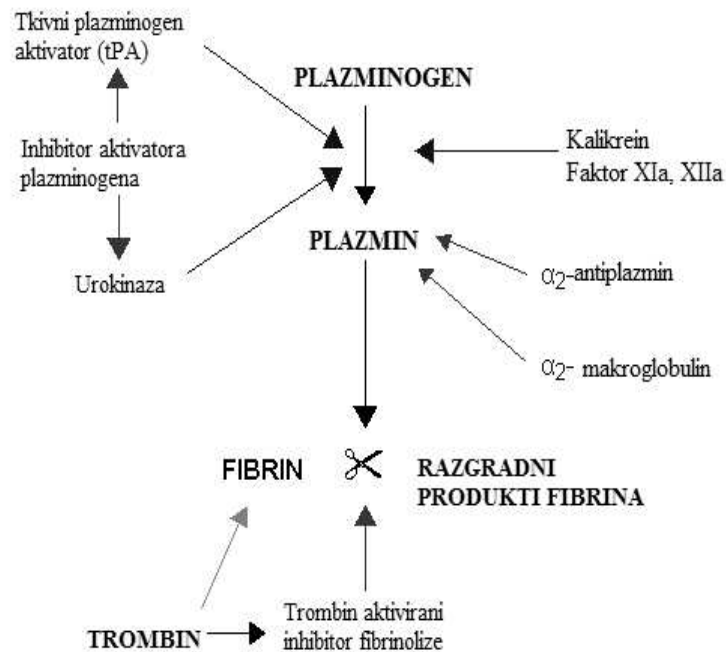 Tkivni plazminogen
aktivator (tPA)
PLAZMINOGEN
Inhibitor aktivatora
plazminogena
Kalikrein
Faktor XIa, XIIa
PLAZMIN
Urokinaza
α2-antiplazmin
α2- makroglobulin
FIBRIN
RAZGRADNI
PRODUKTI FIBRINA
TROMBIN
Trombin aktivirani
inhibitor fibrinolize